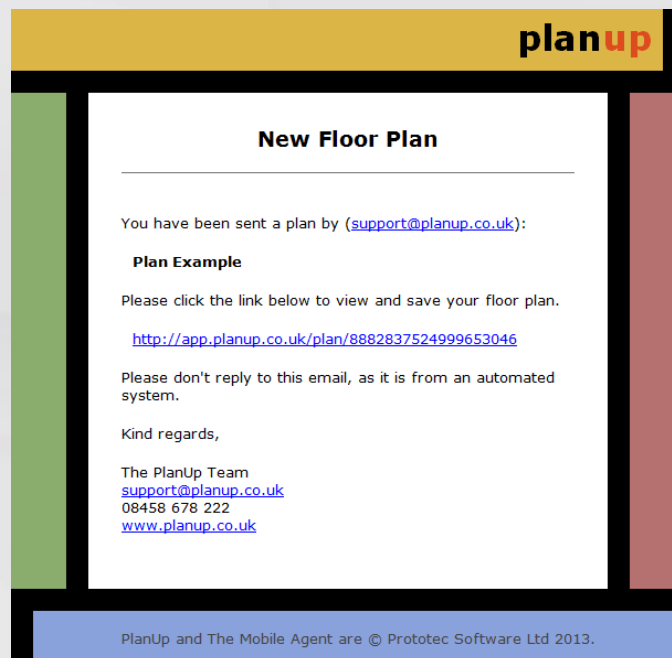 planup
New Floor Plan
You have been sent a plan by (support@planup.co.uk):
Plan Example
Please click the link below to view and save your floor plan.
http://app.planup.co.uk/plan/8882837524999653046
Please don't reply to this email, as it is from an automated
system.
Kind regards,
The PlanUp Team
support@planup.co.uk
08458 678 222
www.planup.co.uk
PlanUp and The Mobile Agent are © Prototec Software Ltd 2013.